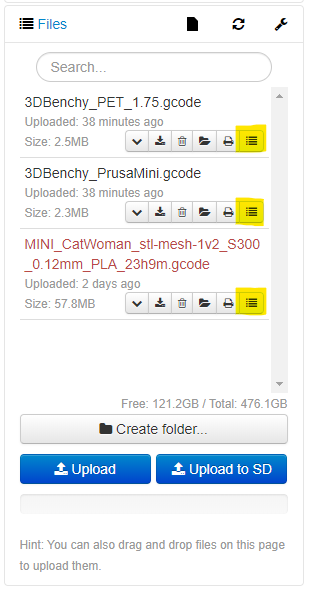 Files
Search...
3DBenchy_PET_1.75.gcode
Uploaded: 38 minutes ago
Size: 2.5MB
3DBenchy_PrusaMini.gcode
Uploaded: 38 minutes ago
Size: 2.3MB
MINI_CatWoman_stl-mesh-1v2_S300
_0.12mm_PLA_23h9m.gcode
Uploaded: 2 days ago
Size: 57.8MB
Free: 121.2GB / Total: 476.1GB
Create folder...
Upload Upload to SD
Hint: You can also drag and drop files on this page
to upload them.